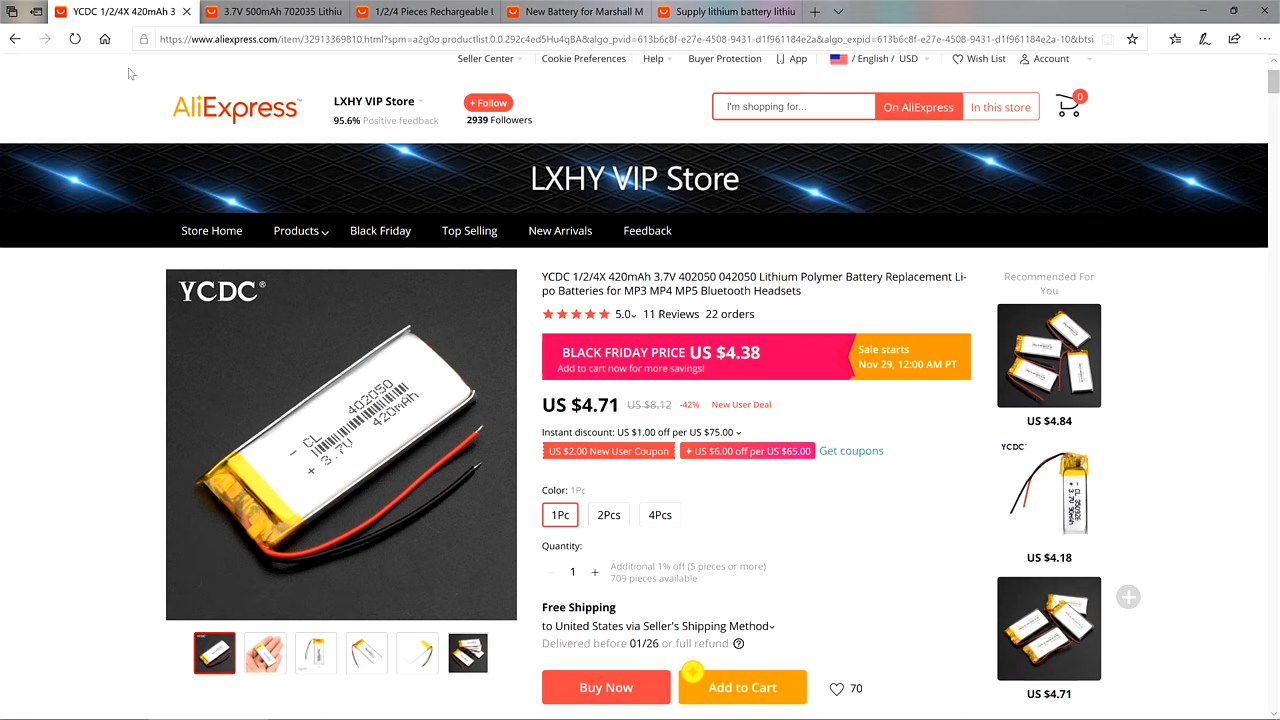 YCDC 1/2/4X 420mAh 3
3.7V 500mAh 702035 Lithiu
1/2/4 Pieces Rechargeable L
New Battery for Marshall M
Supply lithium battery lithiu
https://www.aliexpress.com/item/32913369810.html?spm=a2g0o.productlist.0.0.292c4ed5Hu4q8A&algo_pvid=613b6c8f-e27e-4508-9431-d1f961184e2a&algo_expid=613b6c8f-e27e-4508-9431-d1f961184e2a-10&btsi
Seller Center
Cookie Preferences
Help
Buyer Protection
App
/ English / USD
Wish List
Account
AliExpress
LXHY VIP Store
95.6% Positive feedback
+ Follow
2939 Followers
I'm shopping for...
On AliExpress
In this store
0
LXHY VIP Store
Store Home
Products
Black Friday
Top Selling
New Arrivals
Feedback
YCDC®
402050
420mAh
- CL
+ 3.7V
YCDC 1/2/4X 420mAh 3.7V 402050 042050 Lithium Polymer Battery Replacement Li-
po Batteries for MP3 MP4 MP5 Bluetooth Headsets
5.0 11 Reviews 22 orders
BLACK FRIDAY PRICE US $4.38
Add to cart now for more savings!
Sale starts
Nov 29, 12:00 AM PT
US $4.71 US $8.12 -42% New User Deal
Instant discount: US $1.00 off per US $75.00
US $2.00 New User Coupon
US $6.00 off per US $65.00
Get coupons
Color: 1Pc
1Pc
2Pcs
4Pcs
Quantity:
1
Additional 1% off (5 pieces or more)
709 pieces available
Free Shipping
to United States via Seller's Shipping Method
Delivered before 01/26 or full refund
Buy Now
Add to Cart
70
Recommended For
You
US $4.84
YCDC
US $4.18
US $4.71